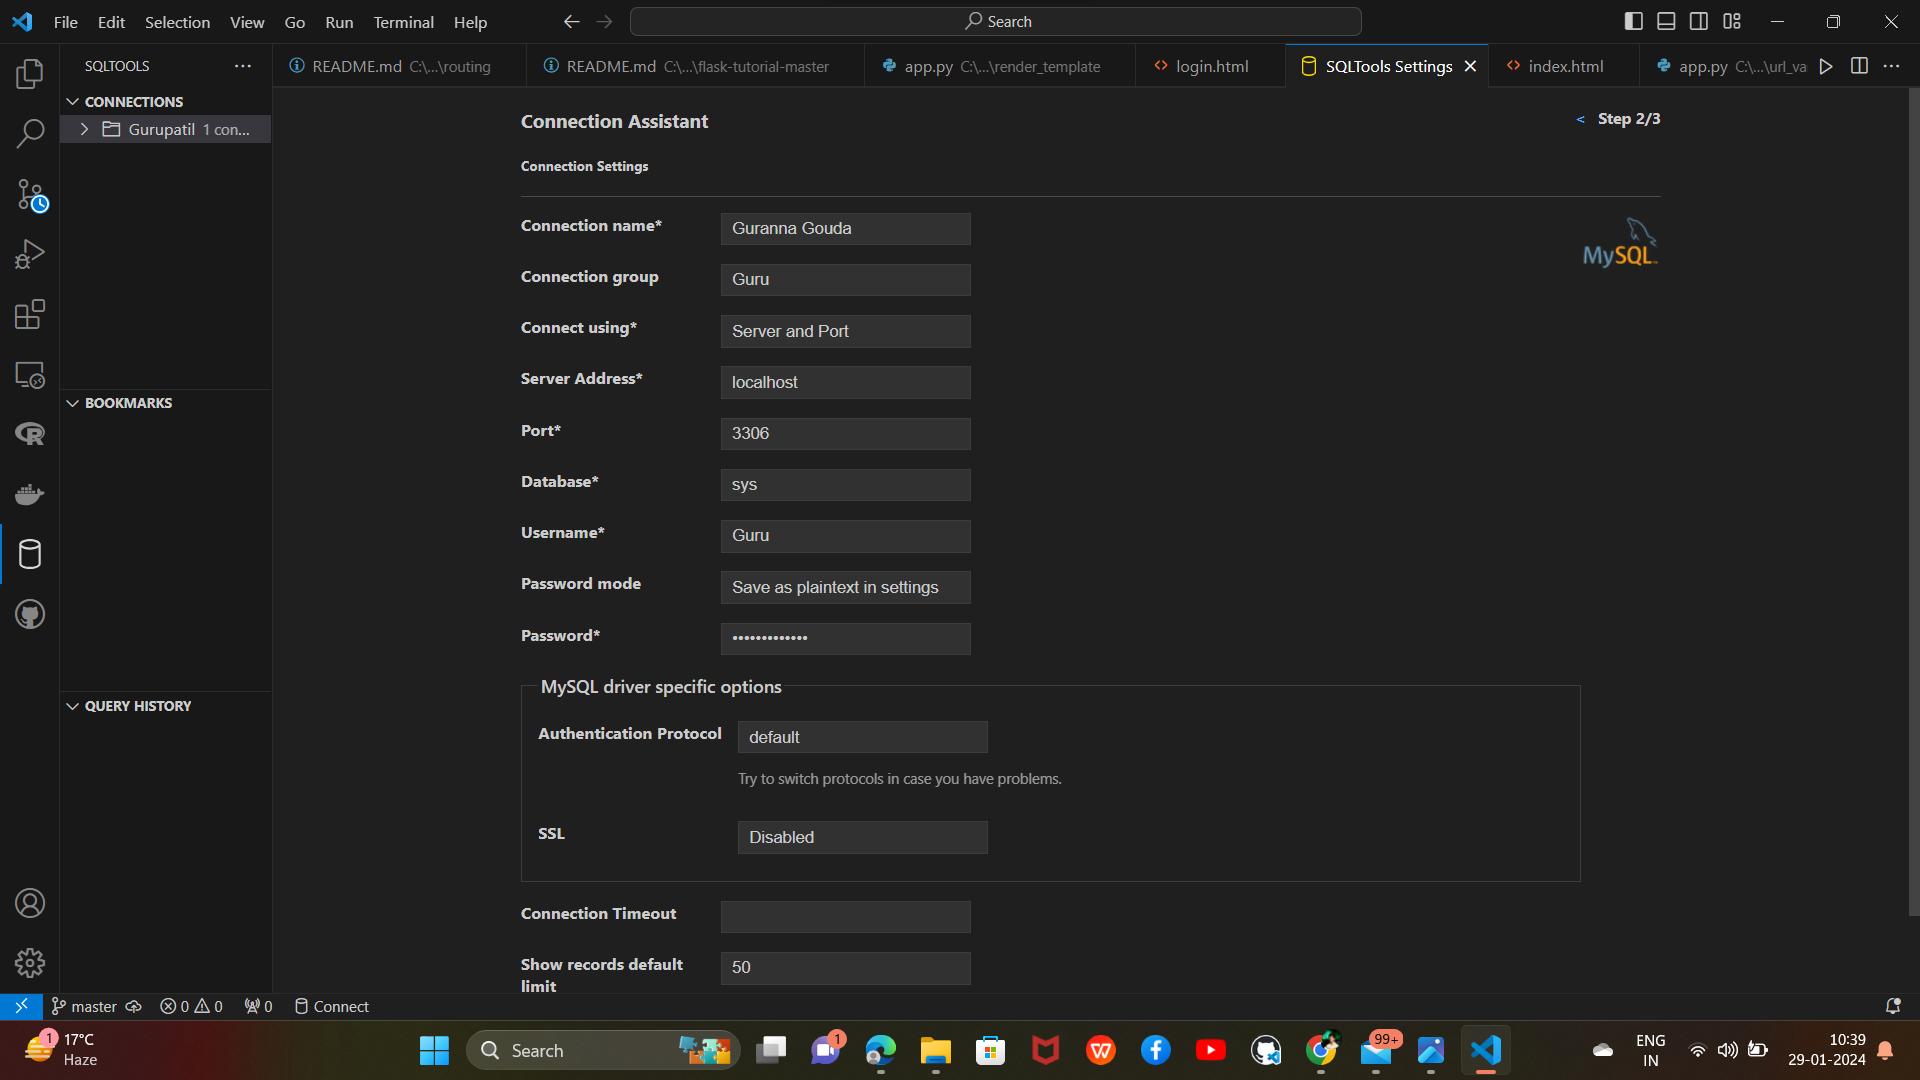 File Edit Selection View Go Run Terminal Help
Search
SQLTOOLS
README.md C:\...\routing
README.md C:\...\flask-tutorial-master
app.py C:\...\render_template
login.html
SQLTools Settings
index.html
app.py C:\...\url_va
CONNECTIONS
Gurupatil 1 con...
BOOKMARKS
QUERY HISTORY
Connection Assistant
< Step 2/3
Connection Settings
MySQL™
Connection name* Guranna Gouda
Connection group Guru
Connect using* Server and Port
Server Address* localhost
Port* 3306
Database* sys
Username* Guru
Password mode Save as plaintext in settings
Password* •••••••••••••
MySQL driver specific options
Authentication Protocol default
Try to switch protocols in case you have problems.
SSL Disabled
Connection Timeout
Show records default limit 50
master 0 0 0 Connect
1 17°C
Haze
Search
1
99+
ENG
IN
10:39
29-01-2024